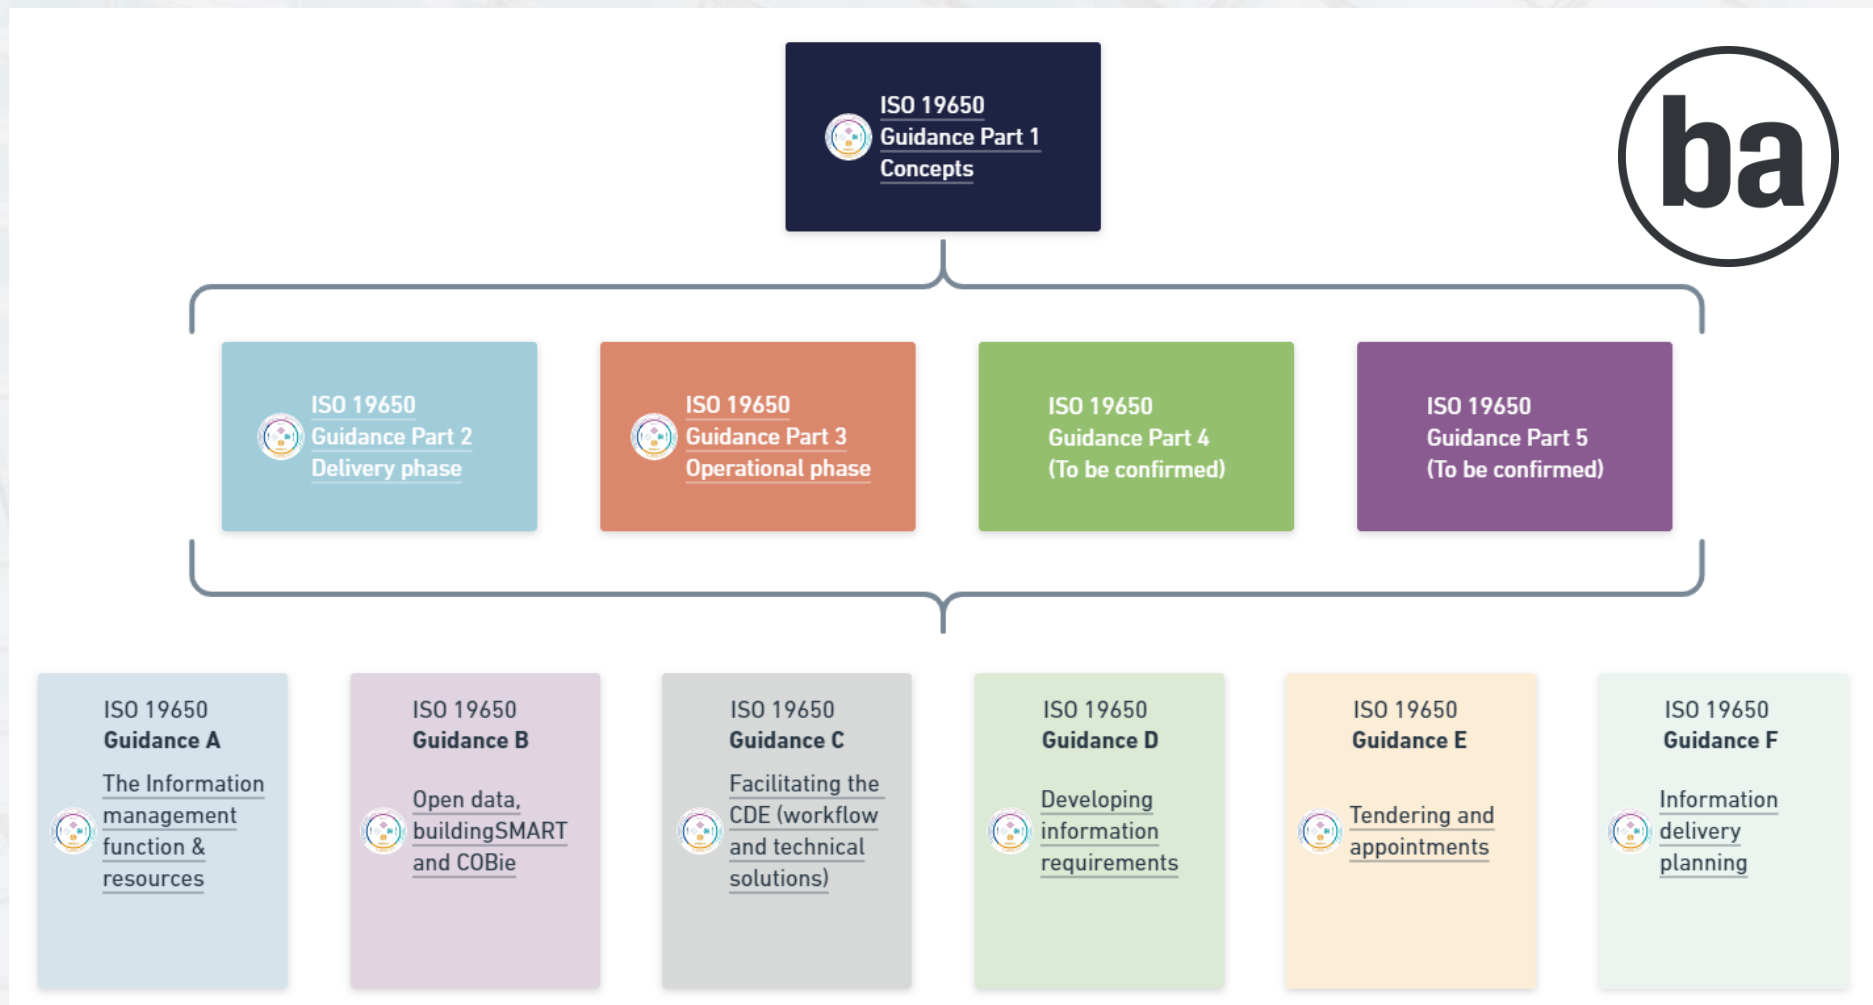 ba
ISO 19650
Guidance Part 1
Concepts
ISO 19650
Guidance Part 2
Delivery phase
ISO 19650
Guidance Part 3
Operational phase
ISO 19650
Guidance Part 4
(To be confirmed)
ISO 19650
Guidance Part 5
(To be confirmed)
ISO 19650
Guidance A
The Information
management
function &
resources
ISO 19650
Guidance B
Open data,
buildingSMART
and COBie
ISO 19650
Guidance C
Facilitating the
CDE (workflow
and technical
solutions)
ISO 19650
Guidance D
Developing
information
requirements
ISO 19650
Guidance E
Tendering and
appointments
ISO 19650
Guidance F
Information
delivery
planning